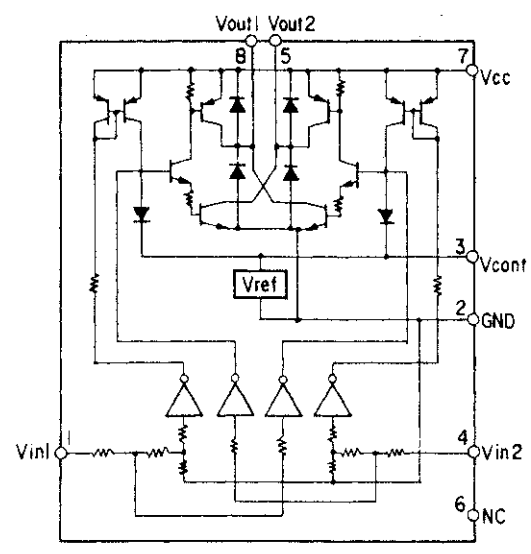 Vout1 Vout2
8 5 7
Vcc
3
Vcont
Vref
2
GND
Vin1 1
4
Vin2
6
NC